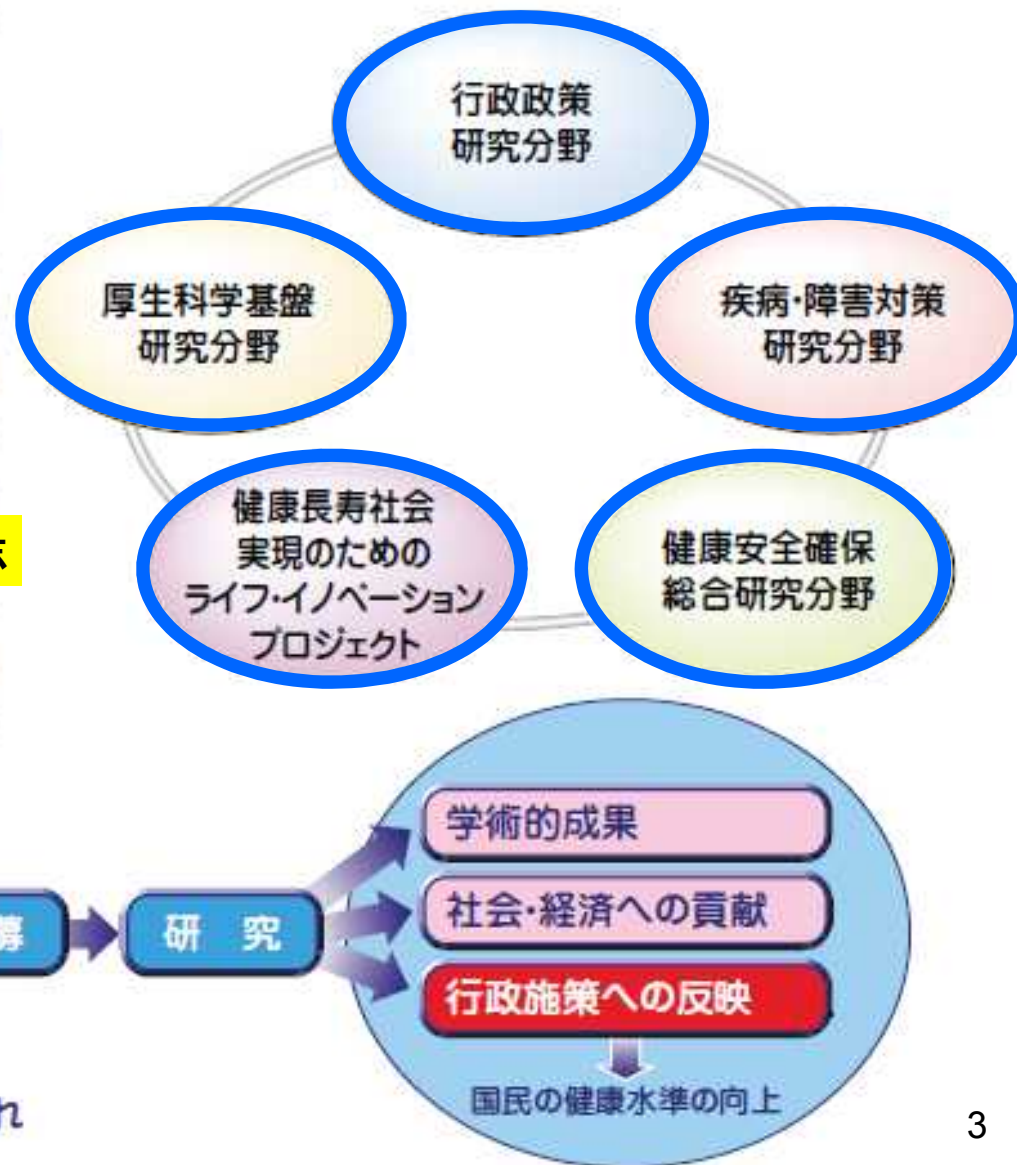 行政政策
研究分野
厚生科学基盤
研究分野
疾病・障害対策
研究分野
健康長寿社会
実現のための
ライフ・イノベーション
プロジェクト
健康安全確保
総合研究分野
学術的成果
研 究
社会・経済への貢献
行政施策への反映
国民の健康水準の向上
れ
3